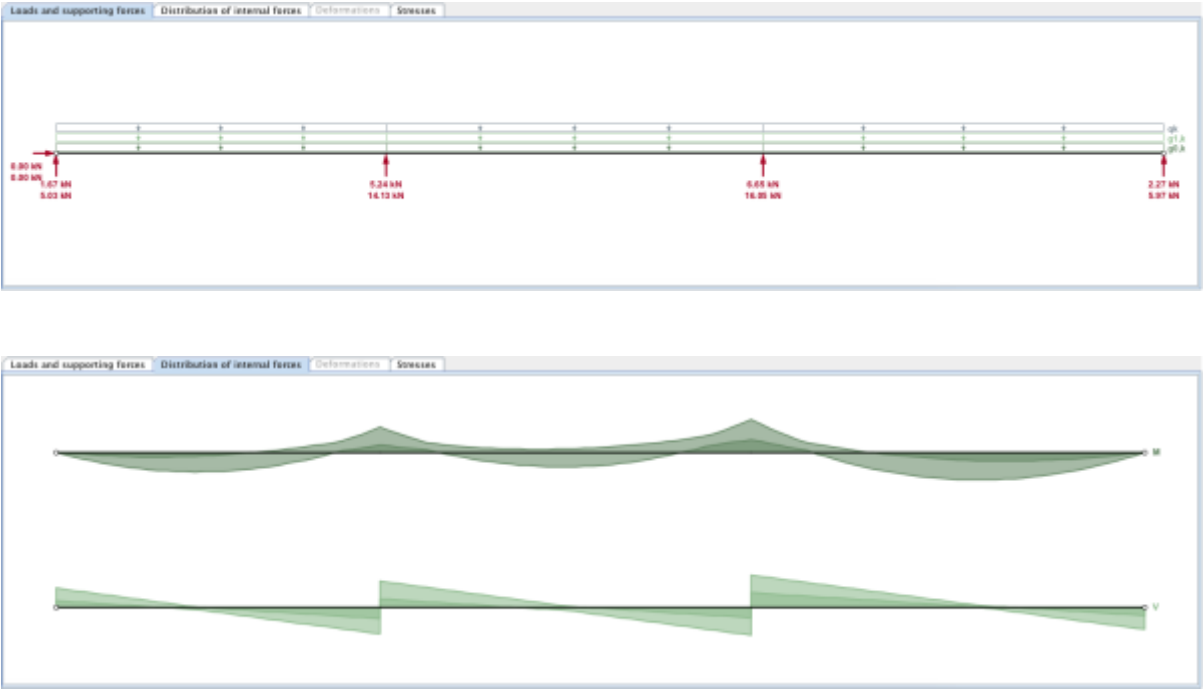 Loads and supporting forces Distribution of internal forces Deformations Stresses
qk
g1,k
g0,k
0.00 kN
0.00 kN
1.67 kN 5.24 kN 6.65 kN 2.27 kN
5.03 kN 14.13 kN 16.05 kN 5.97 kN
Loads and supporting forces Distribution of internal forces Deformations Stresses
M
V